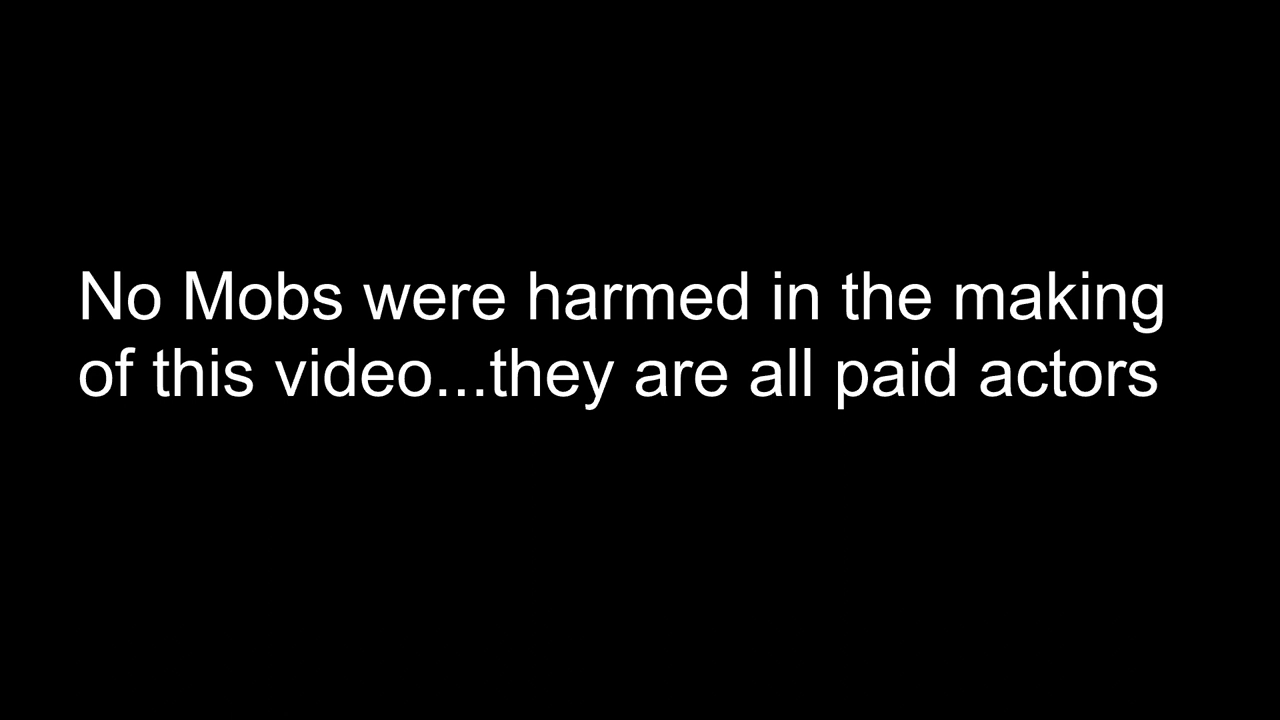 No Mobs were harmed in the making
of this video...they are all paid actors